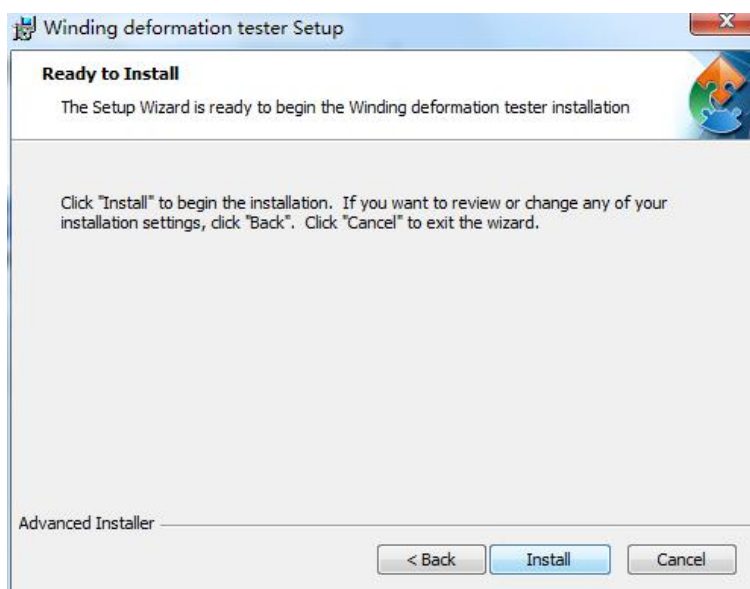 Winding deformation tester Setup
Ready to Install
The Setup Wizard is ready to begin the Winding deformation tester installation
Click "Install" to begin the installation. If you want to review or change any of your
installation settings, click "Back". Click "Cancel" to exit the wizard.
Advanced Installer
< Back
Install
Cancel